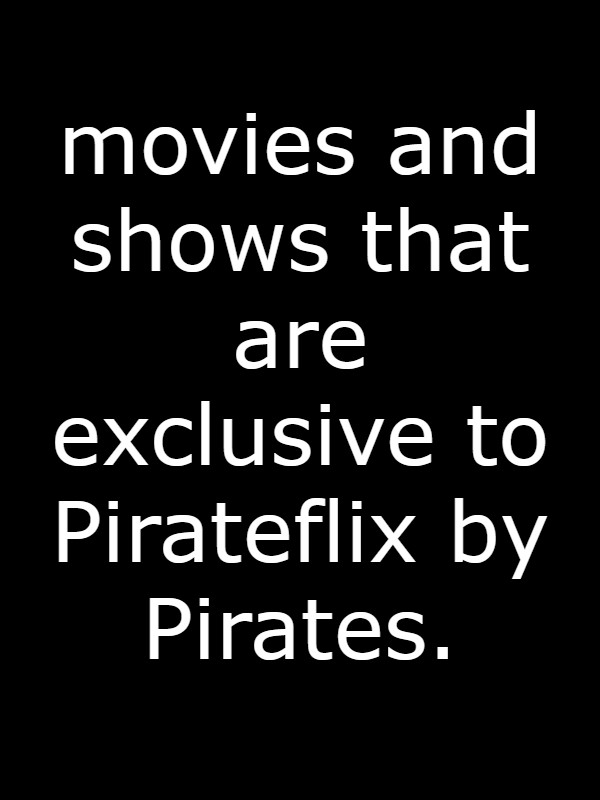 movies and
shows that
are
exclusive to
Pirateflix by
Pirates.